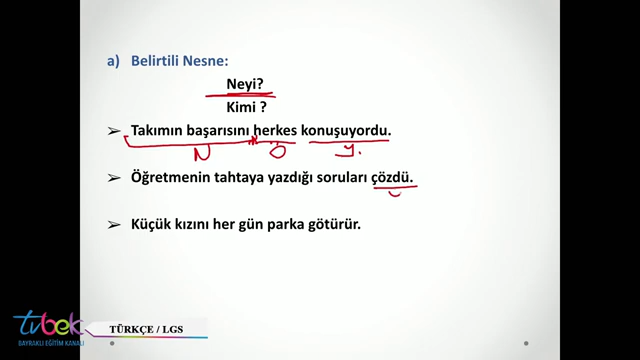 a) Belirtili Nesne:
Neyi?
Kimi ?
➢ Takımın başarısını herkes konuşuyordu.
N Ö Y.
➢ Öğretmenin tahtaya yazdığı soruları çözdü.
➢ Küçük kızını her gün parka götürür.
tvbek
BAYRAKLI EĞİTİM KANALI
TÜRKÇE / LGS